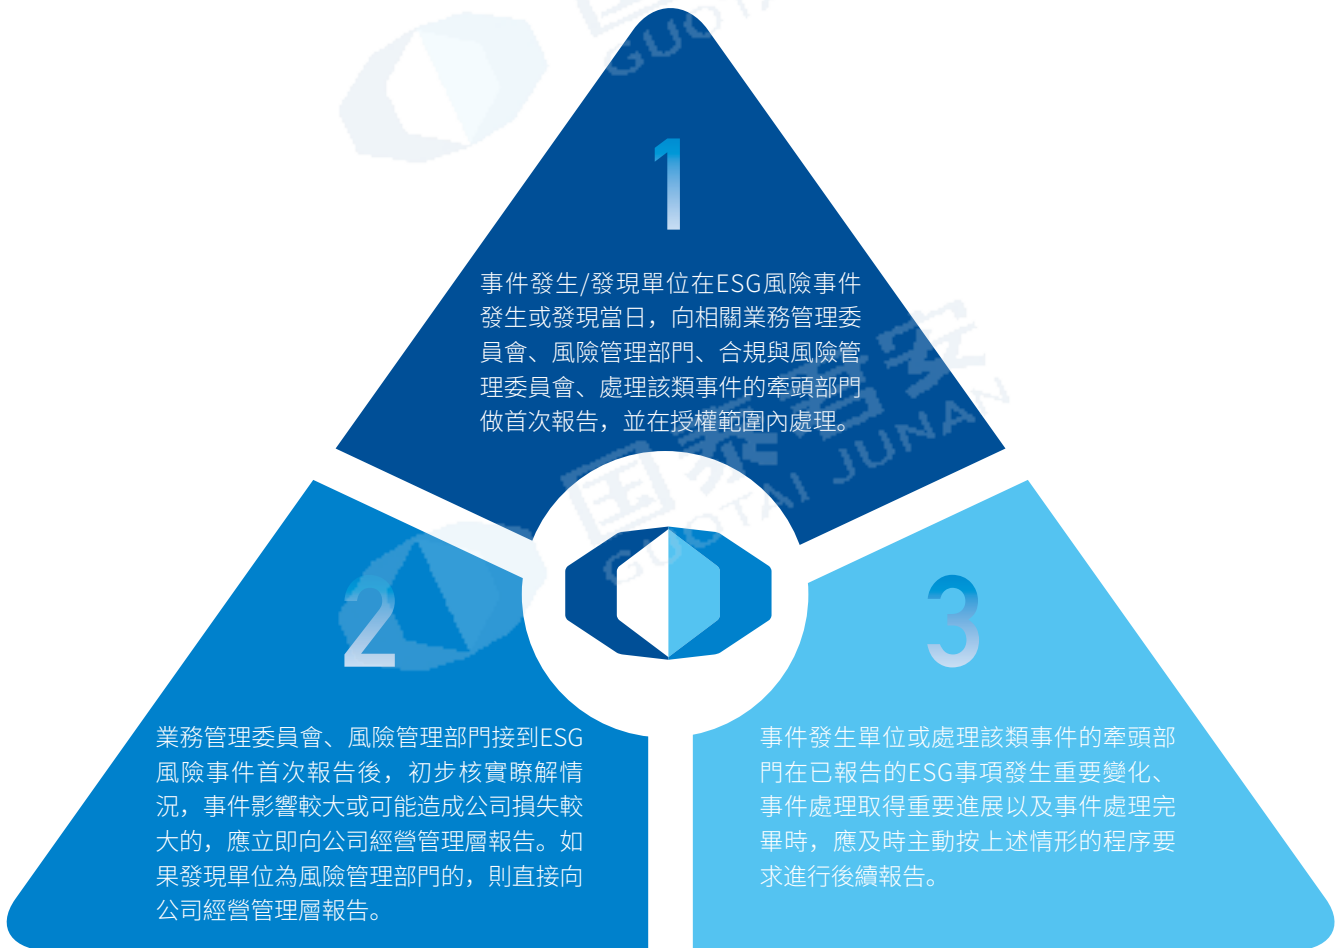 国泰君安
GUOTAI JUNAN
1
事件發生/發現單位在ESG風險事件
發生或發現當日，向相關業務管理委
員會、風險管理部門、合規與風險管
理委員會、處理該類事件的牽頭部門
做首次報告，並在授權範圍內處理。
2
業務管理委員會、風險管理部門接到ESG
風險事件首次報告後，初步核實瞭解情
況，事件影響較大或可能造成公司損失較
大的，應立即向公司經營管理層報告。如
果發現單位為風險管理部門的，則直接向
公司經營管理層報告。
3
事件發生單位或處理該類事件的牽頭部
門在已報告的ESG事項發生重要變化、
事件處理取得重要進展以及事件處理完
畢時，應及時主動按上述情形的程序要
求進行後續報告。